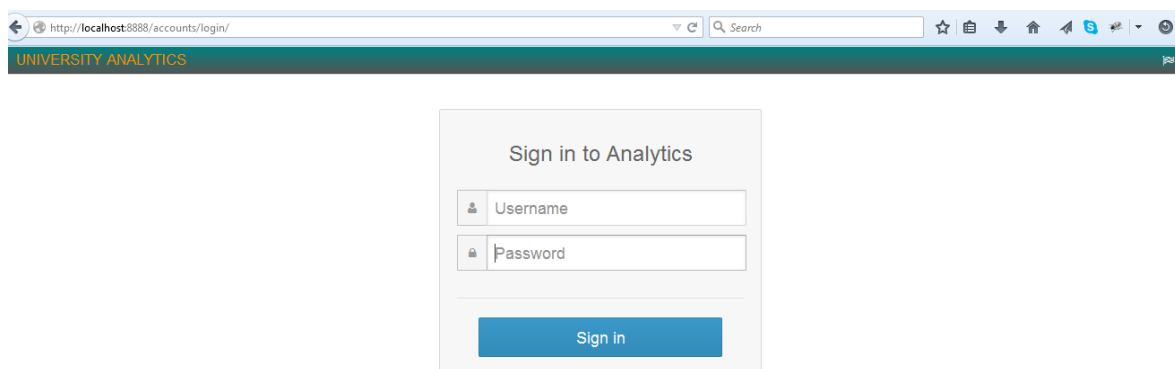 http://localhost:8888/accounts/login/
Search
UNIVERSITY ANALYTICS
Sign in to Analytics
Username
Password
Sign in